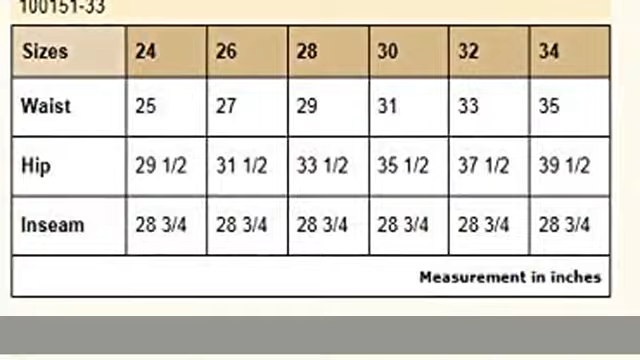 100151-33
Sizes 24 26 28 30 32 34
Waist 25 27 29 31 33 35
Hip 29 1/2 31 1/2 33 1/2 35 1/2 37 1/2 39 1/2
Inseam 28 3/4 28 3/4 28 3/4 28 3/4 28 3/4 28 3/4
Measurement in inches